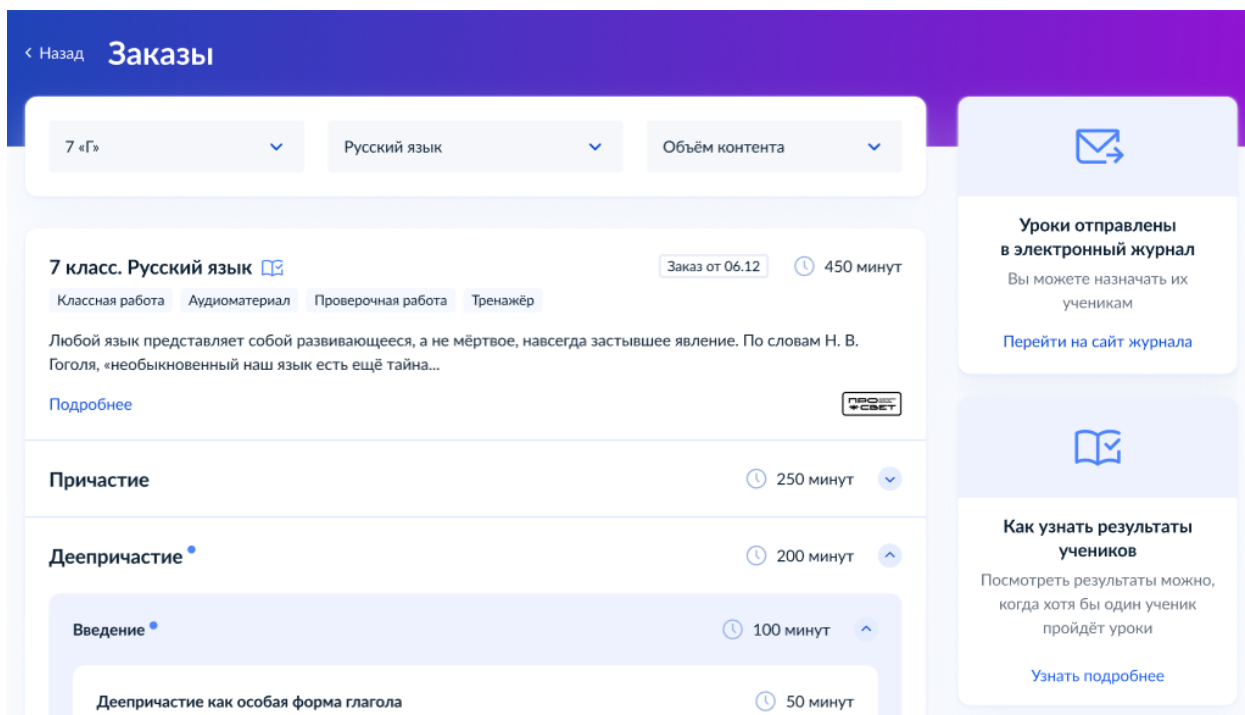 Назад Заказы
7 «Г» Русский язык Объём контента
7 класс. Русский язык Заказ от 06.12 450 минут
Классная работа Аудиоматериал Проверочная работа Тренажёр
Любой язык представляет собой развивающееся, а не мёртвое, навсегда застывшее явление. По словам Н. В.
Гоголя, «необыкновенный наш язык есть ещё тайна...
Подробнее
ПРО
СВЕТ
Причастие 250 минут
Деепричастие 200 минут
Введение 100 минут
Деепричастие как особая форма глагола 50 минут
Уроки отправлены
в электронный журнал
Вы можете назначать их
ученикам
Перейти на сайт журнала
Как узнать результаты
учеников
Посмотреть результаты можно,
когда хотя бы один ученик
пройдёт уроки
Узнать подробнее